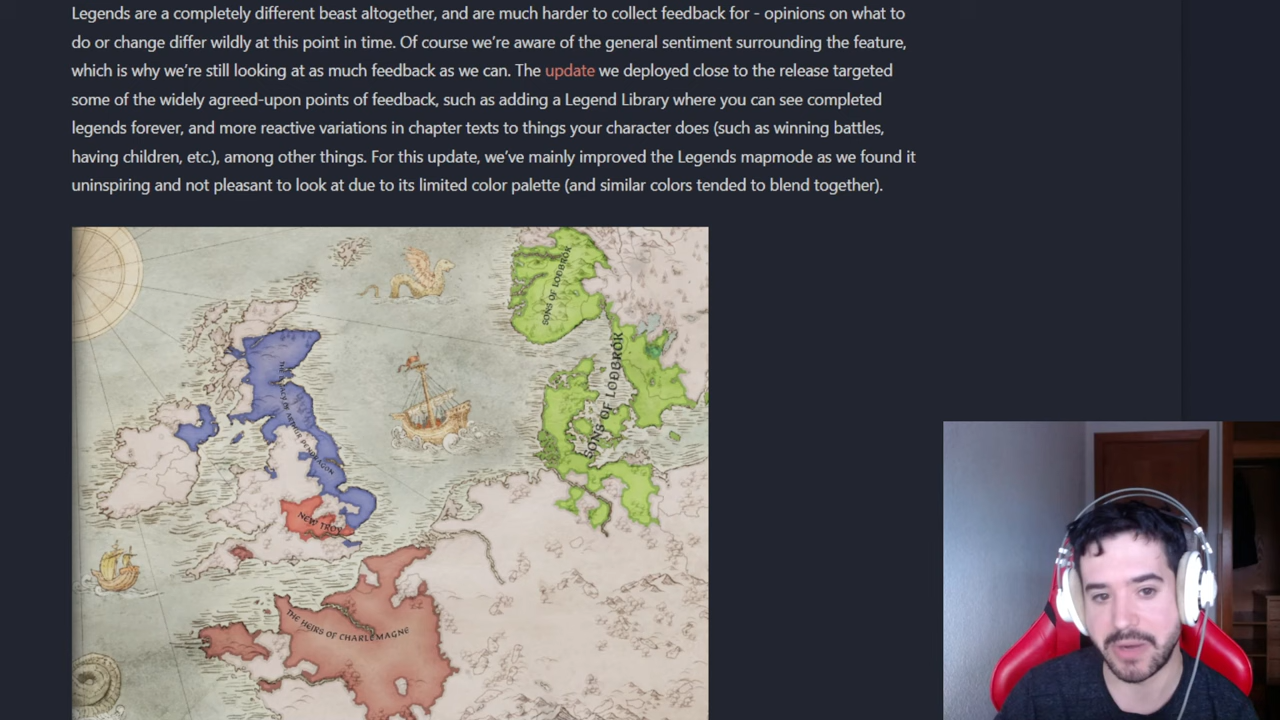 Legends are a completely different beast altogether, and are much harder to collect feedback for - opinions on what to
do or change differ wildly at this point in time. Of course we're aware of the general sentiment surrounding the feature,
which is why we're still looking at as much feedback as we can. The update we deployed close to the release targeted
some of the widely agreed-upon points of feedback, such as adding a Legend Library where you can see completed
legends forever, and more reactive variations in chapter texts to things your character does (such as winning battles,
having children, etc.), among other things. For this update, we've mainly improved the Legends mapmode as we found it
uninspiring and not pleasant to look at due to its limited color palette (and similar colors tended to blend together).
SONS OF LODBRÓK
SONS OF LODBRÓK
OF ARTHUR PENDRAGON
NEW TROY
THE HEIRS OF CHARLEMAGNE